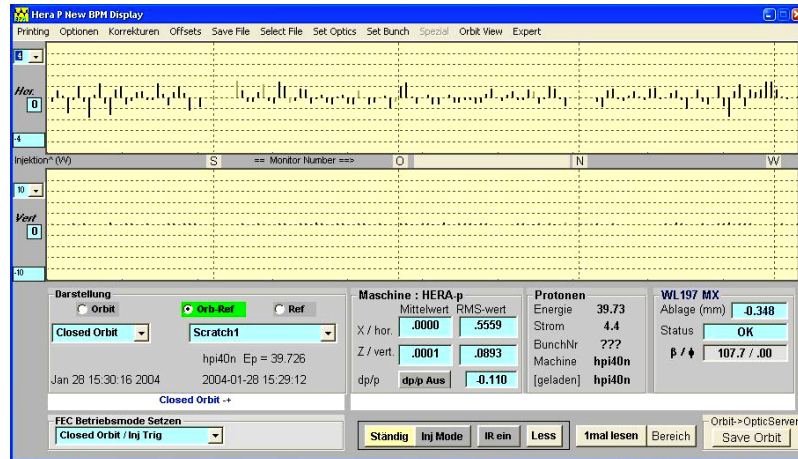 Hera P New BPM Display
Printing Optionen Korrekturen Offsets Save File Select File Set Optics Set Bunch Spezial Orbit View Expert
4
Hor.
0
-4
Injektion^ (W) S == Monitor Number ==> O N W
10
Vert
0
-10
Darstellung
Orbit Orb-Ref Ref
Closed Orbit Scratch1
hpi40n Ep = 39.726
Jan 28 15:30:16 2004 2004-01-28 15:29:12
Closed Orbit -+
Maschine : HERA-p
Mittelwert RMS-wert
X / hor. .0000 .5559
Z / vert. .0001 .0893
dp/p dp/p Aus -0.110
Protonen
Energie 39.73
Strom 4.4
BunchNr ???
Machine hpi40n
[geladen] hpi40n
WL197 MX
Ablage (mm) -0.348
Status OK
β / ϕ 107.7 / .00
FEC Betriebsmode Setzen
Closed Orbit / Inj Trig
Ständig Inj Mode IR ein Less 1mal lesen Bereich
Orbit->OpticServer
Save Orbit